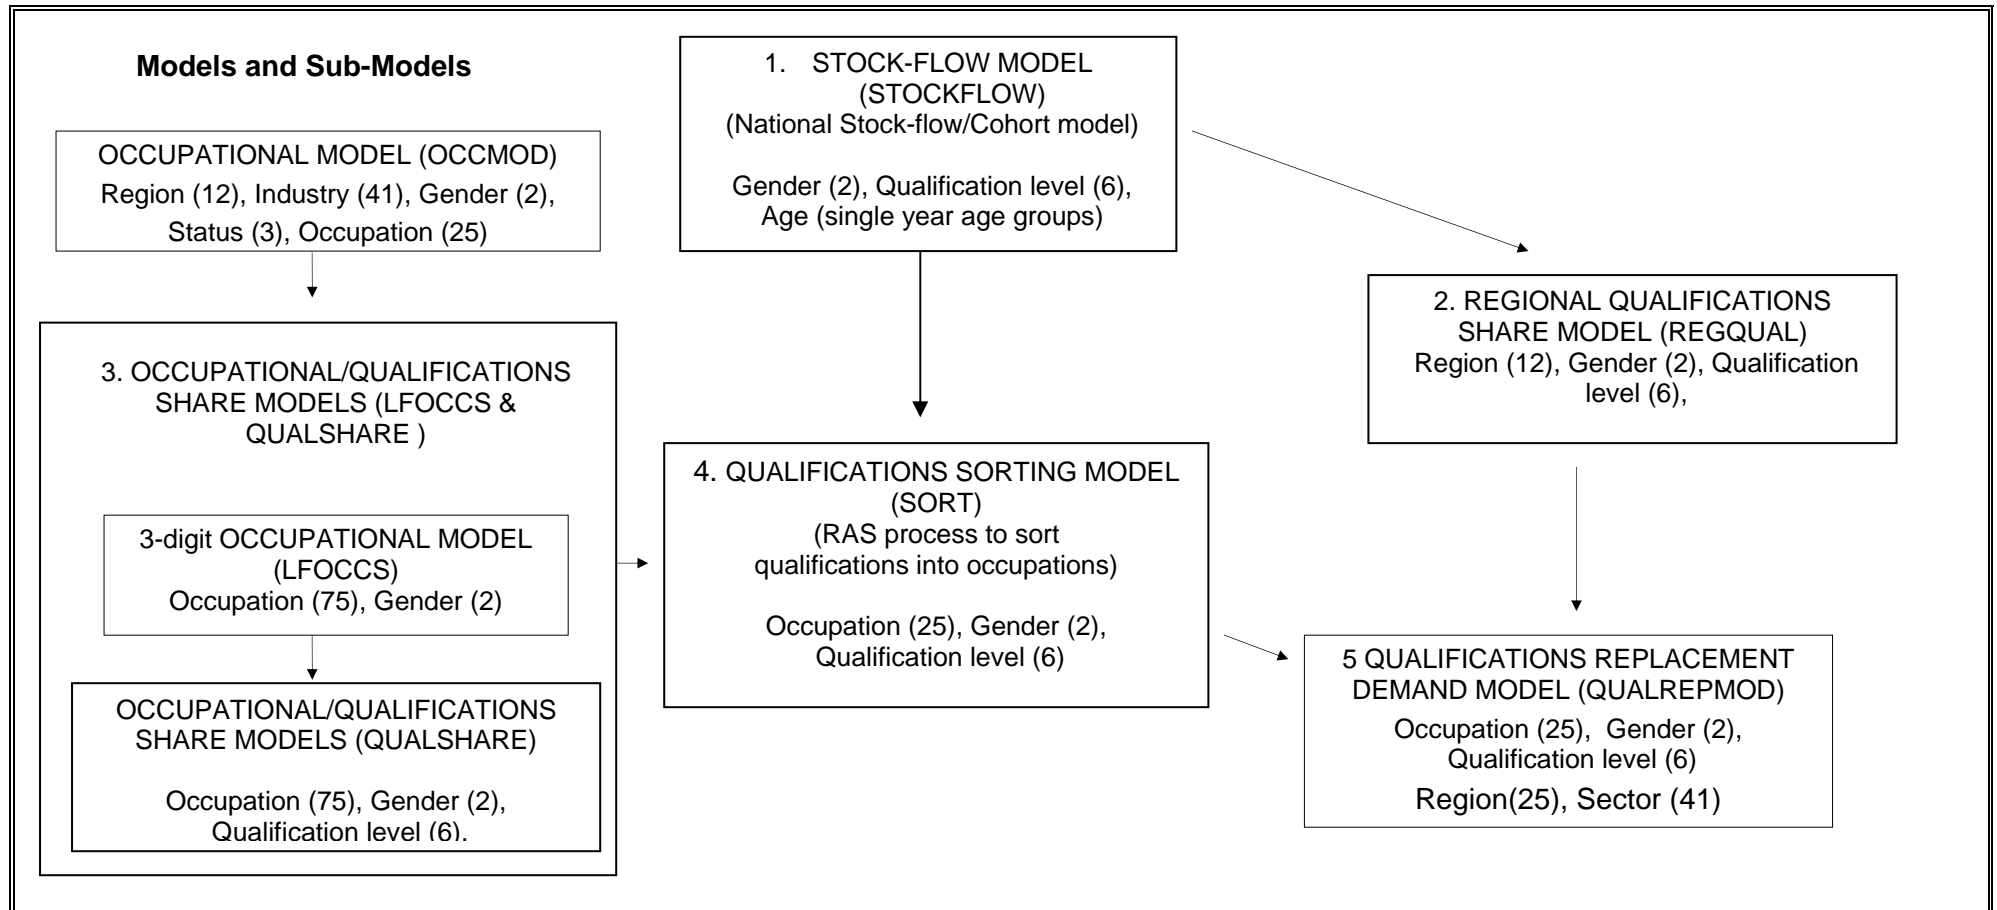 Models and Sub-Models
OCCUPATIONAL MODEL (OCCMOD)
Region (12), Industry (41), Gender (2),
Status (3), Occupation (25)
1. STOCK-FLOW MODEL
(STOCKFLOW)
(National Stock-flow/Cohort model)
Gender (2), Qualification level (6),
Age (single year age groups)
2. REGIONAL QUALIFICATIONS
SHARE MODEL (REGQUAL)
Region (12), Gender (2), Qualification
level (6),
3. OCCUPATIONAL/QUALIFICATIONS
SHARE MODELS (LFOCCS &
QUALSHARE )
3-digit OCCUPATIONAL MODEL
(LFOCCS)
Occupation (75), Gender (2)
OCCUPATIONAL/QUALIFICATIONS
SHARE MODELS (QUALSHARE)
Occupation (75), Gender (2),
Qualification level (6).
4. QUALIFICATIONS SORTING MODEL
(SORT)
(RAS process to sort
qualifications into occupations)
Occupation (25), Gender (2),
Qualification level (6)
5 QUALIFICATIONS REPLACEMENT
DEMAND MODEL (QUALREPMOD)
Occupation (25), Gender (2),
Qualification level (6)
Region(25), Sector (41)